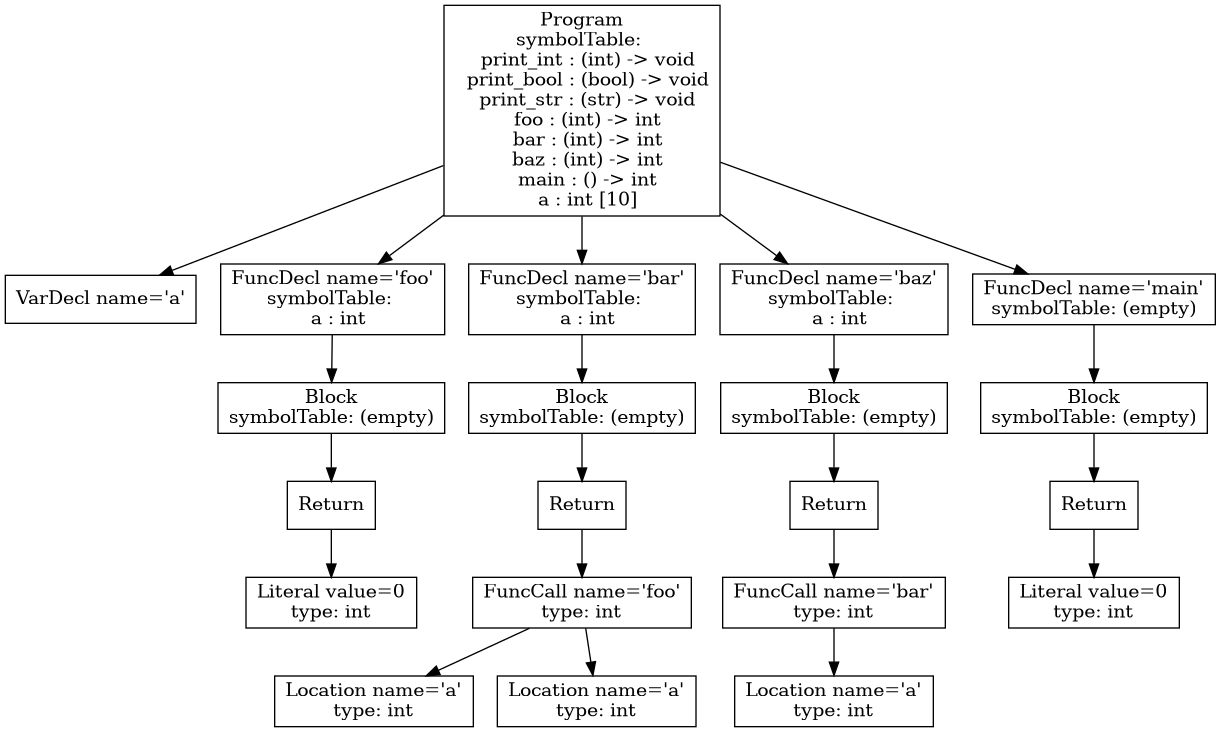 Program
symbolTable:
print_int : (int) -> void
print_bool : (bool) -> void
print_str : (str) -> void
foo : (int) -> int
bar : (int) -> int
baz : (int) -> int
main : () -> int
a : int [10]
VarDecl name='a'
FuncDecl name='foo'
symbolTable:
a : int
FuncDecl name='bar'
symbolTable:
a : int
FuncDecl name='baz'
symbolTable:
a : int
FuncDecl name='main'
symbolTable: (empty)
Block
symbolTable: (empty)
Block
symbolTable: (empty)
Block
symbolTable: (empty)
Block
symbolTable: (empty)
Return
Return
Return
Return
Literal value=0
type: int
FuncCall name='foo'
type: int
FuncCall name='bar'
type: int
Literal value=0
type: int
Location name='a'
type: int
Location name='a'
type: int
Location name='a'
type: int